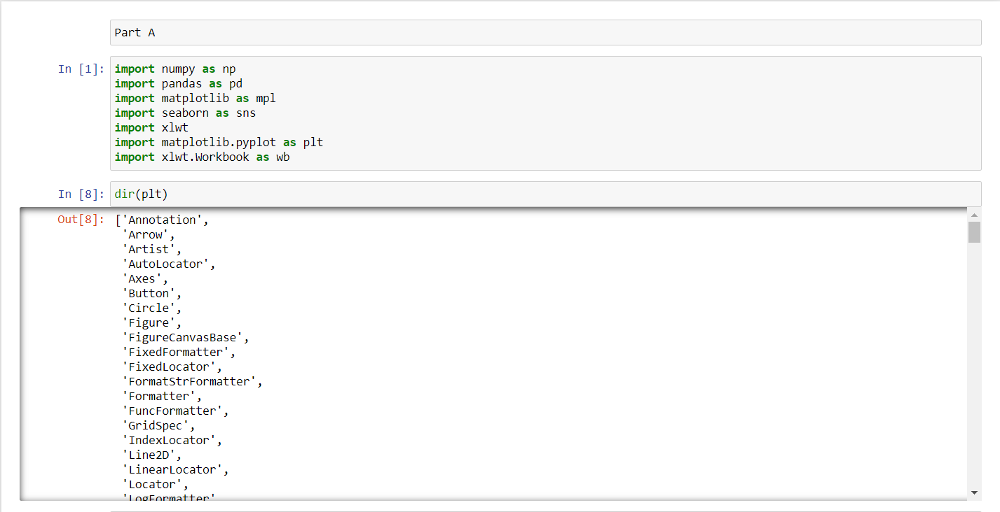 Part A
In [1]: import numpy as np
import pandas as pd
import matplotlib as mpl
import seaborn as sns
import xlwt
import matplotlib.pyplot as plt
import xlwt.Workbook as wb
In [8]: dir(plt)
Out[8]: ['Annotation',
'Arrow',
'Artist',
'AutoLocator',
'Axes',
'Button',
'Circle',
'Figure',
'FigureCanvasBase',
'FixedFormatter',
'FixedLocator',
'FormatStrFormatter',
'Formatter',
'FuncFormatter',
'GridSpec',
'IndexLocator',
'Line2D',
'LinearLocator',
'Locator',
'LogFormatter'